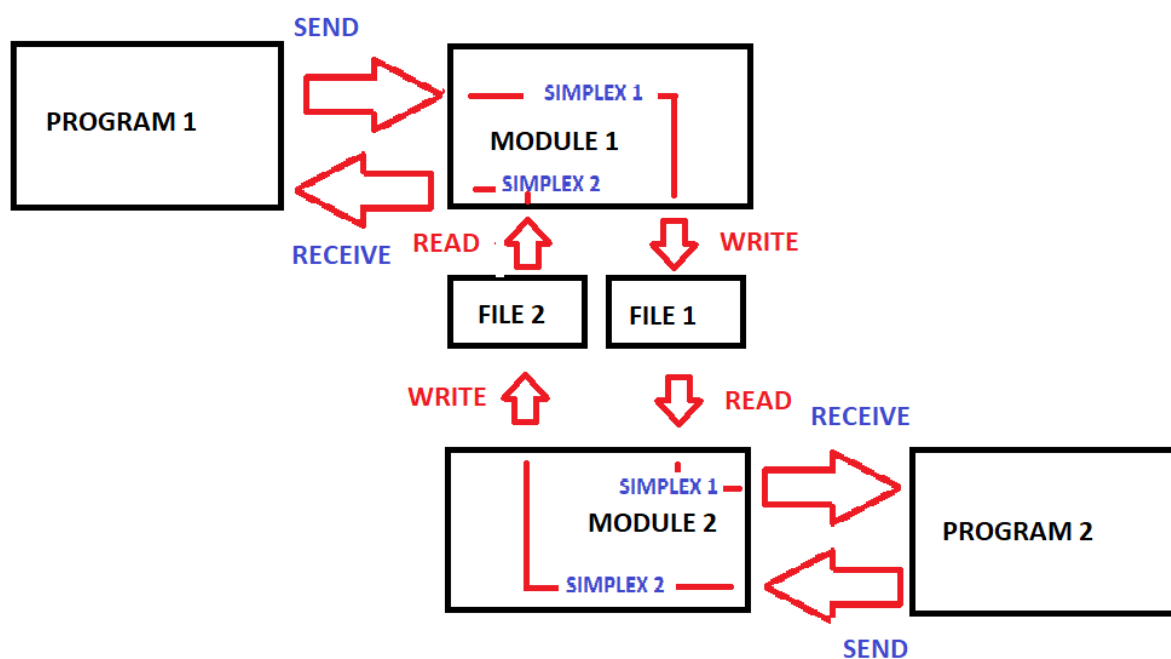 SEND
PROGRAM 1
SIMPLEX 1
MODULE 1
SIMPLEX 2
RECEIVE
READ
WRITE
FILE 2
FILE 1
WRITE
READ
RECEIVE
SIMPLEX 1
MODULE 2
PROGRAM 2
SIMPLEX 2
SEND